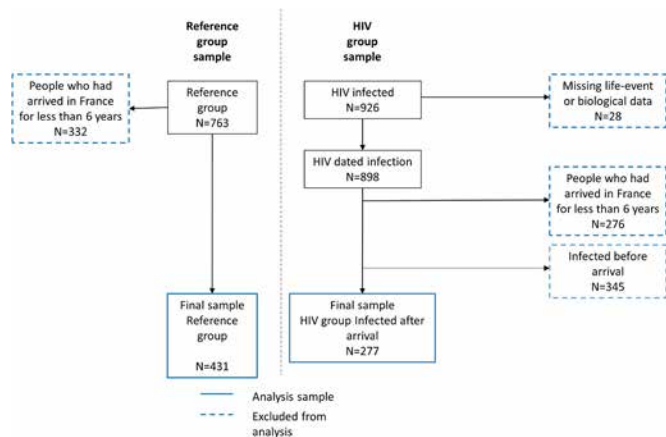 Reference
group
sample
HIV
group
sample
People who had
arrived in France
for less than 6 years
N=332
Reference
group
N=763
HIV infected
N=926
Missing life-event
or biological data
N=28
HIV dated infection
N=898
People who had
arrived in France
for less than 6 years
N=276
Infected before
arrival
N=345
Final sample
Reference
group
N=431
Final sample
HIV group Infected after
arrival
N=277
Analysis sample
Excluded from
analysis